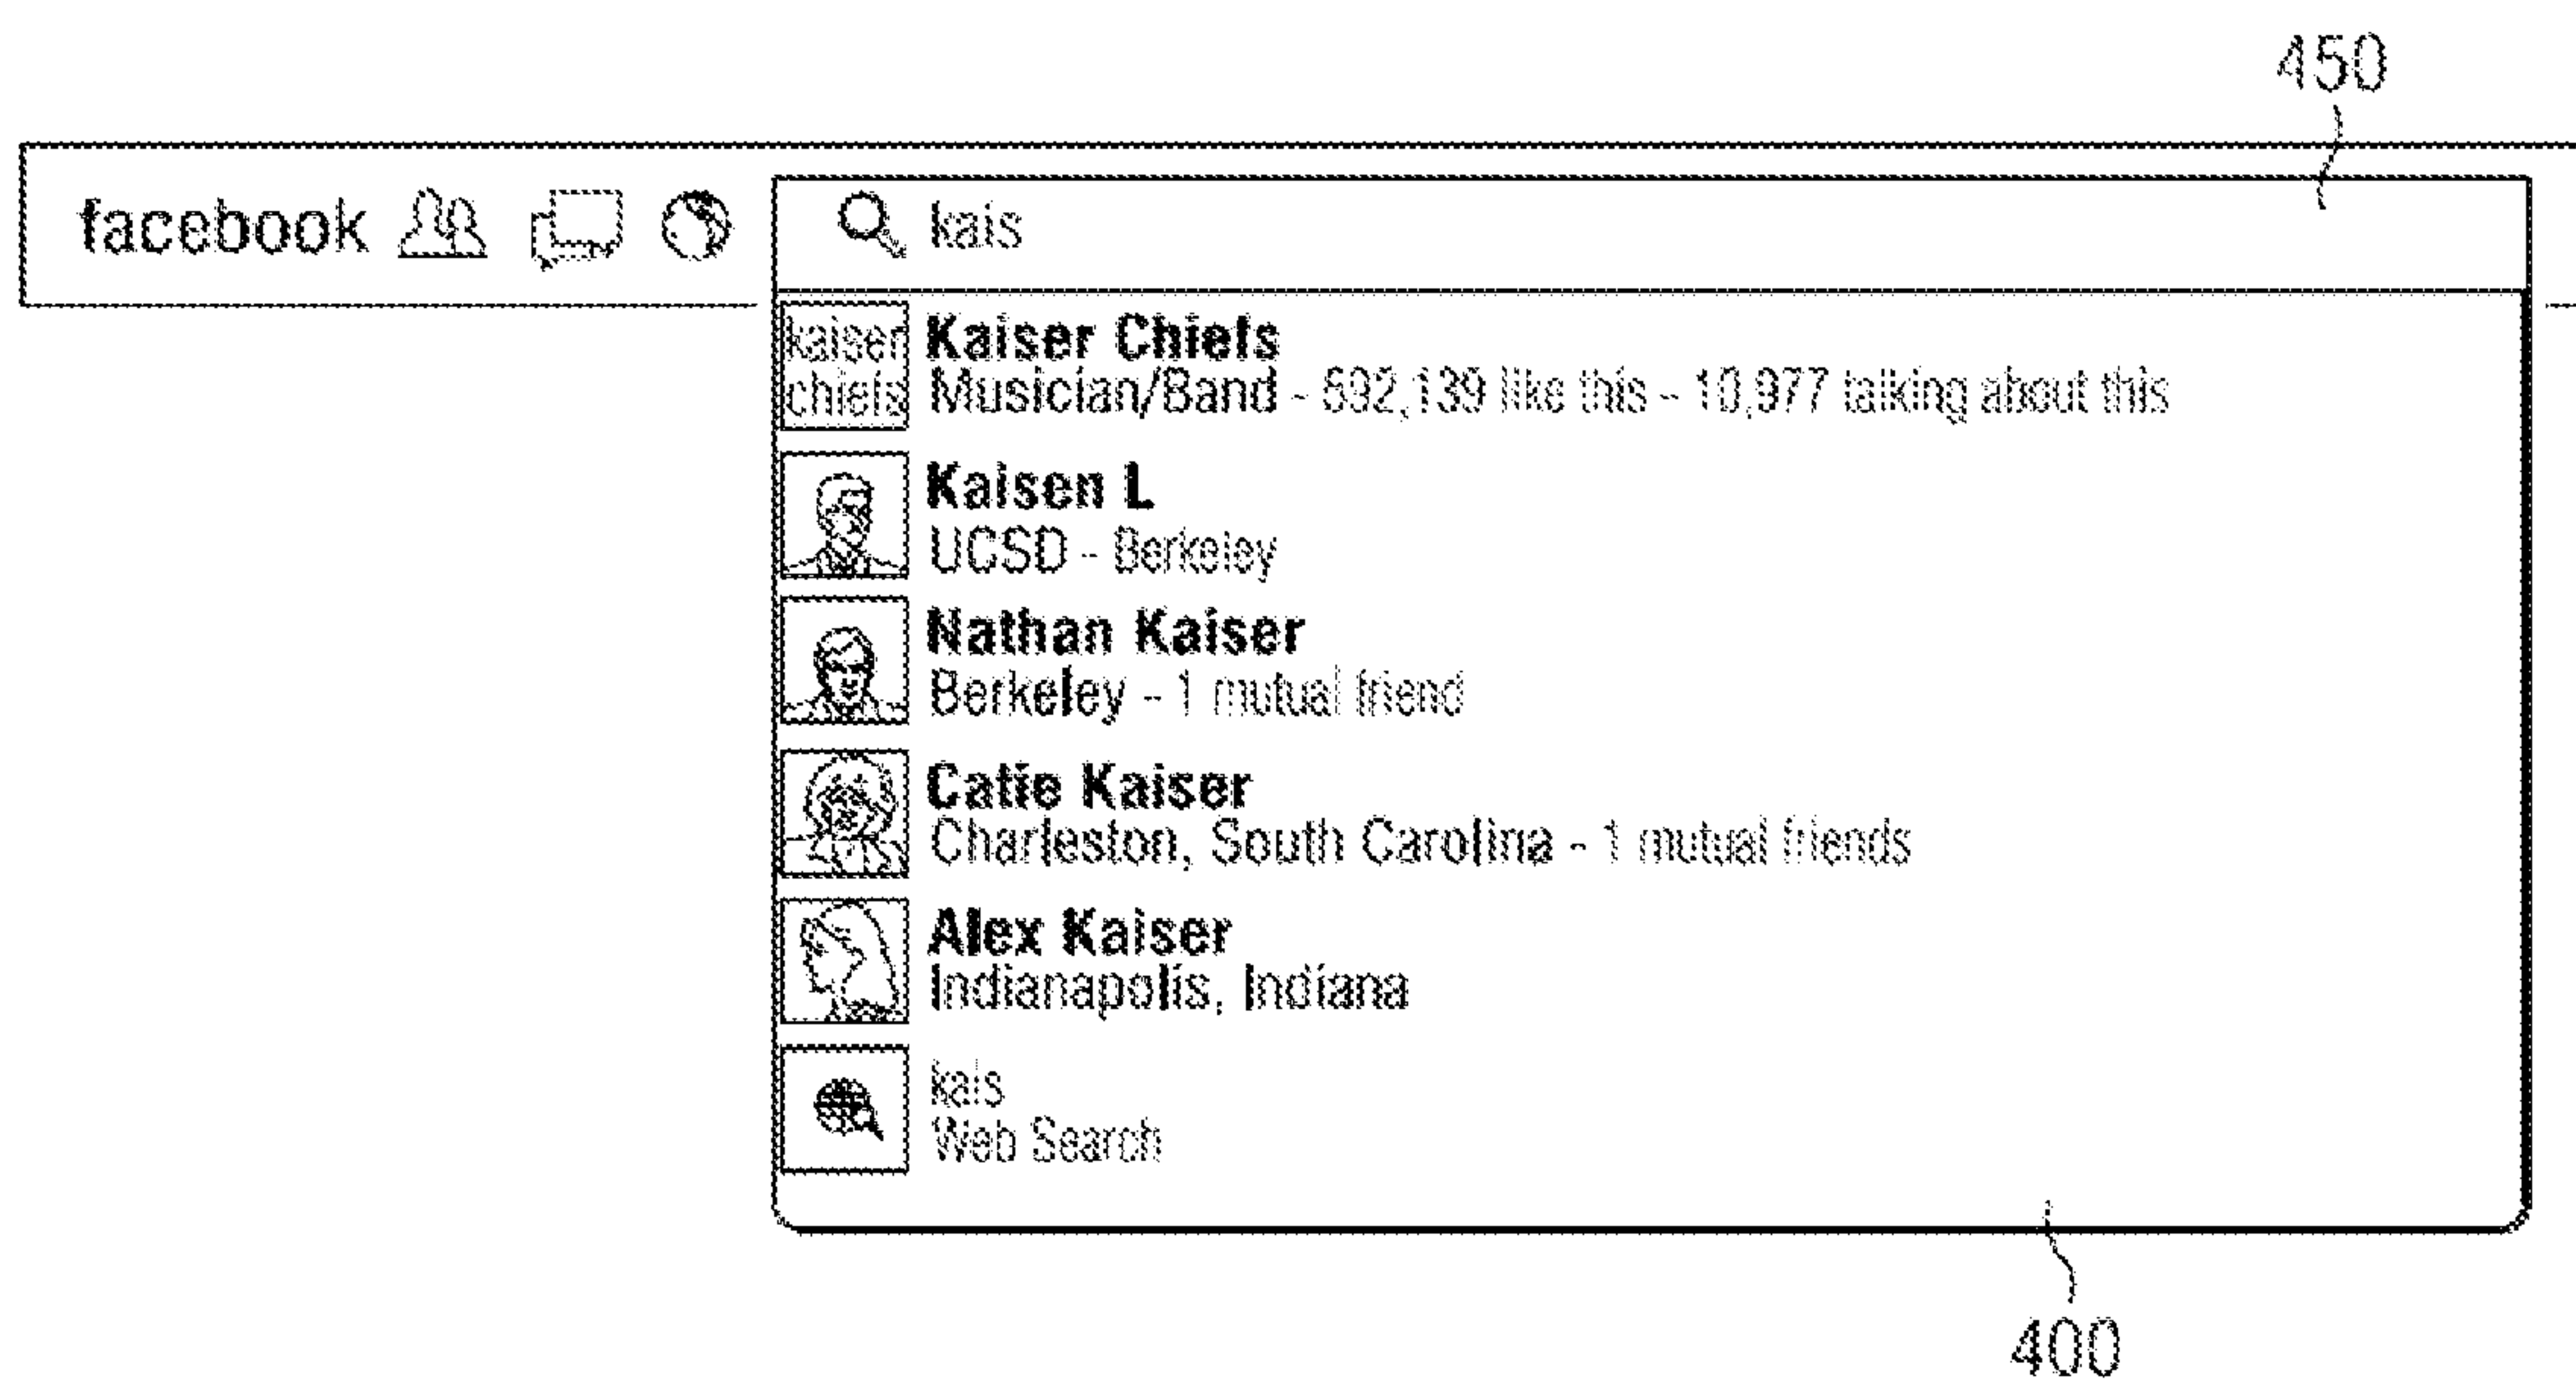 450
facebook
kais
kaiser
chiefs
Kaiser Chiefs
Musician/Band - 592,139 like this - 10,977 talking about this
Kaisen L
UCSD - Berkeley
Nathan Kaiser
Berkeley - 1 mutual friend
Catie Kaiser
Charleston, South Carolina - 1 mutual friends
Alex Kaiser
Indianapolis, Indiana
kais
Web Search
400